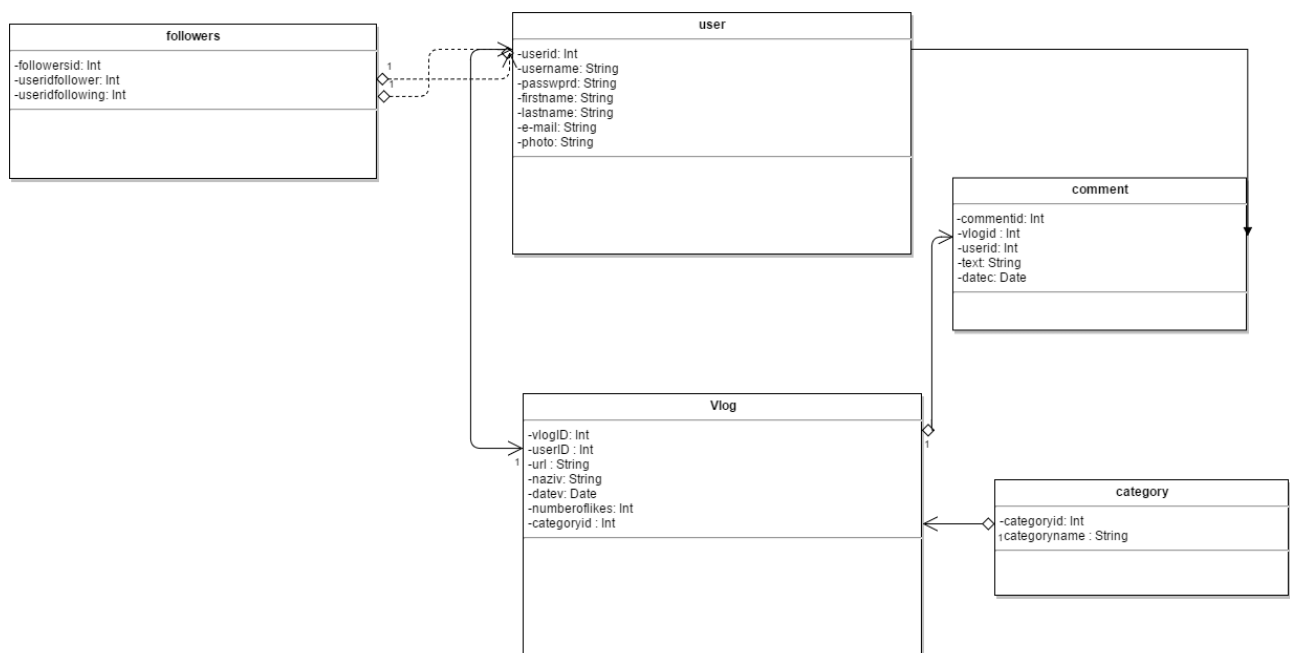 followers
-followersid: Int
-useridfollower: Int
-useridfollowing: Int
1
1
user
-userid: Int
-username: String
-passwprd: String
-firstname: String
-lastname: String
-e-mail: String
-photo: String
comment
-commentid: Int
-vlogid : Int
-userid: Int
-text: String
-datec: Date
Vlog
-vlogID: Int
-userID : Int
-url : String
-naziv: String
-datev: Date
-numberoflikes: Int
-categoryid : Int
1
1
category
-categoryid: Int
1categoryname : String